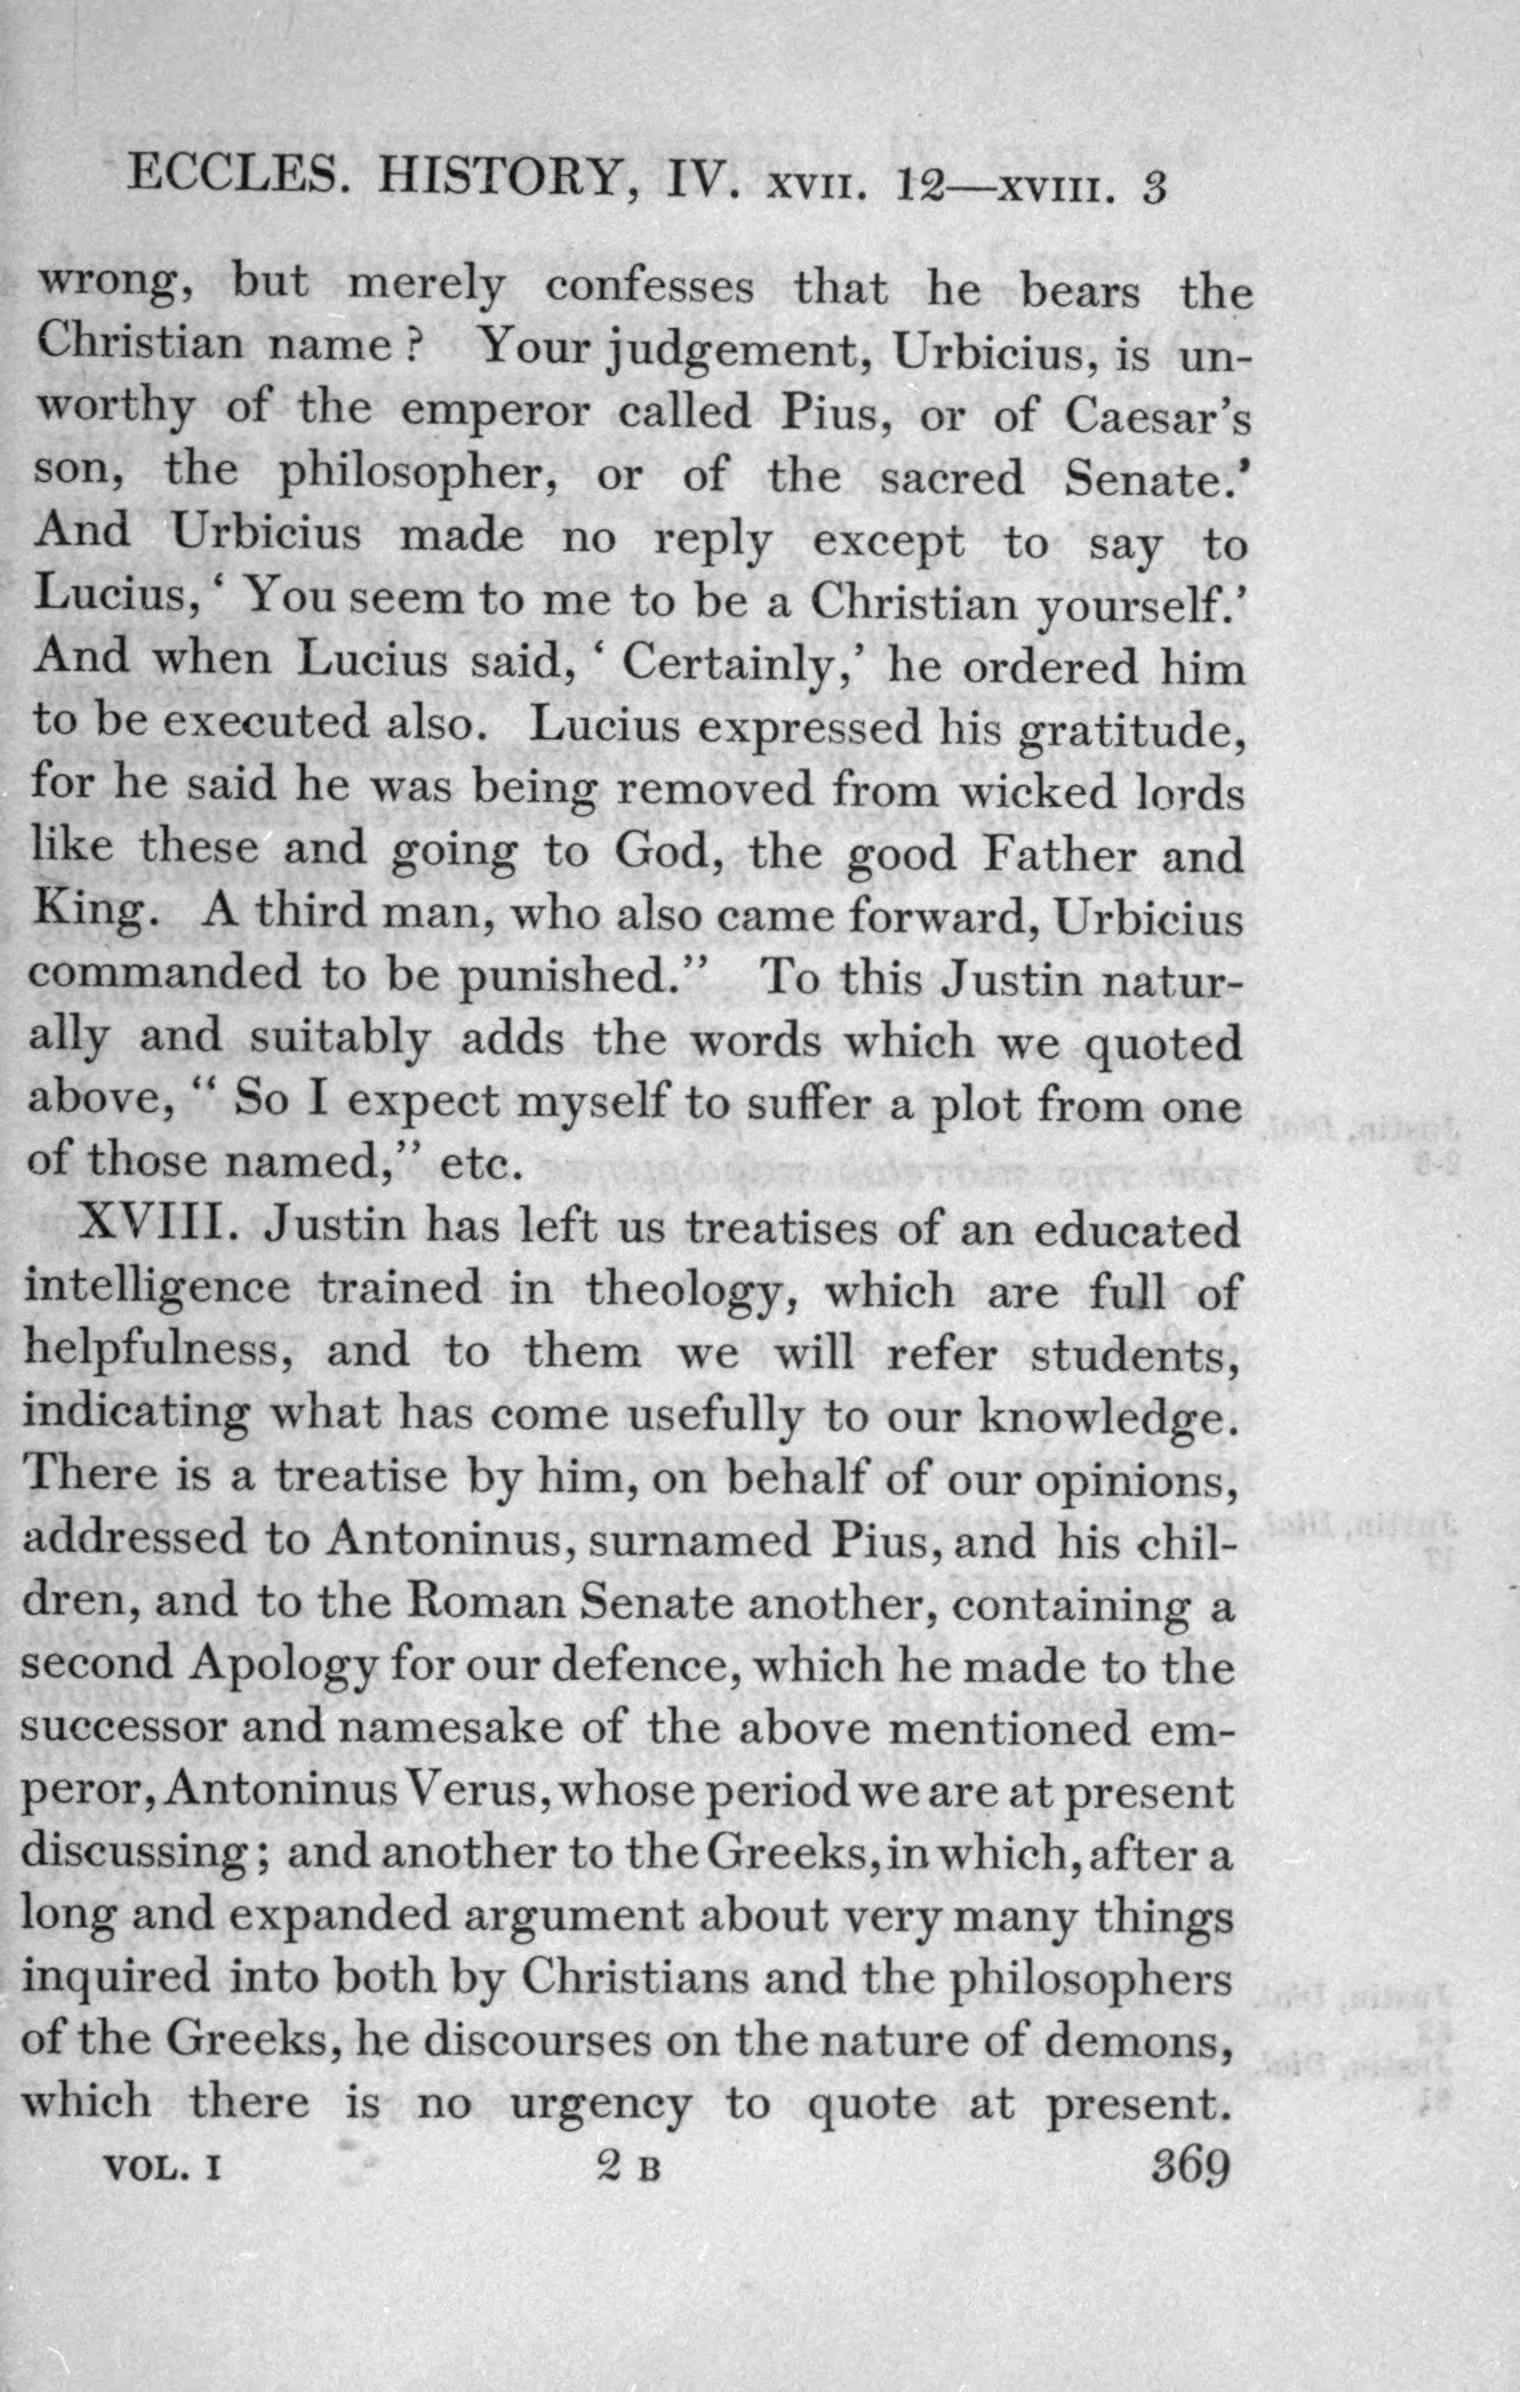 ECCLES. HISTORY, IV. XVII. 12—XVIII. 3
wrong, but merely confesses that he bears the
Christian name? Your judgement, Urbicius, is un-
worthy of the emperor called Pius, or of Caesar's
son, the philosopher, or of the sacred Senate.'
And Urbicius made no reply except to say to
Lucius, ' You seem to me to be a Christian yourself.'
And when Lucius said, ' Certainly,' he ordered him
to be executed also. Lucius expressed his gratitude,
for he said he was being removed from wicked lords
like these and going to God, the good Father and
King. A third man, who also came forward, Urbicius
commanded to be punished." To this Justin natur-
ally and suitably adds the words which we quoted
above, " So I expect myself to suffer a plot from one
of those named," etc.
XVIII. Justin has left us treatises of an educated
intelligence trained in theology, which are full of
helpfulness, and to them we will refer students,
indicating what has come usefully to our knowledge.
There is a treatise by him, on behalf of our opinions,
addressed to Antoninus, surnamed Pius, and his chil-
dren, and to the Roman Senate another, containing a
second Apology for our defence, which he made to the
successor and namesake of the above mentioned em-
peror, Antoninus Verus, whose period we are at present
discussing; and another to the Greeks, in which, after a
long and expanded argument about very many things
inquired into both by Christians and the philosophers
of the Greeks, he discourses on the nature of demons,
which there is no urgency to quote at present.
VOL. I 2 B 369